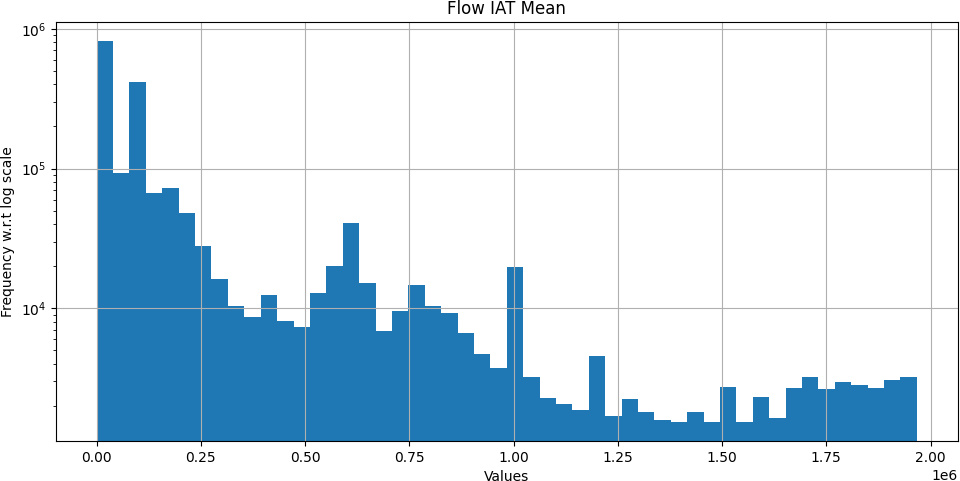 Flow IAT Mean
Frequency w.r.t log scale
10^6
10^5
10^4
0.00 0.25 0.50 0.75 1.00 1.25 1.50 1.75 2.00
1e6
Values